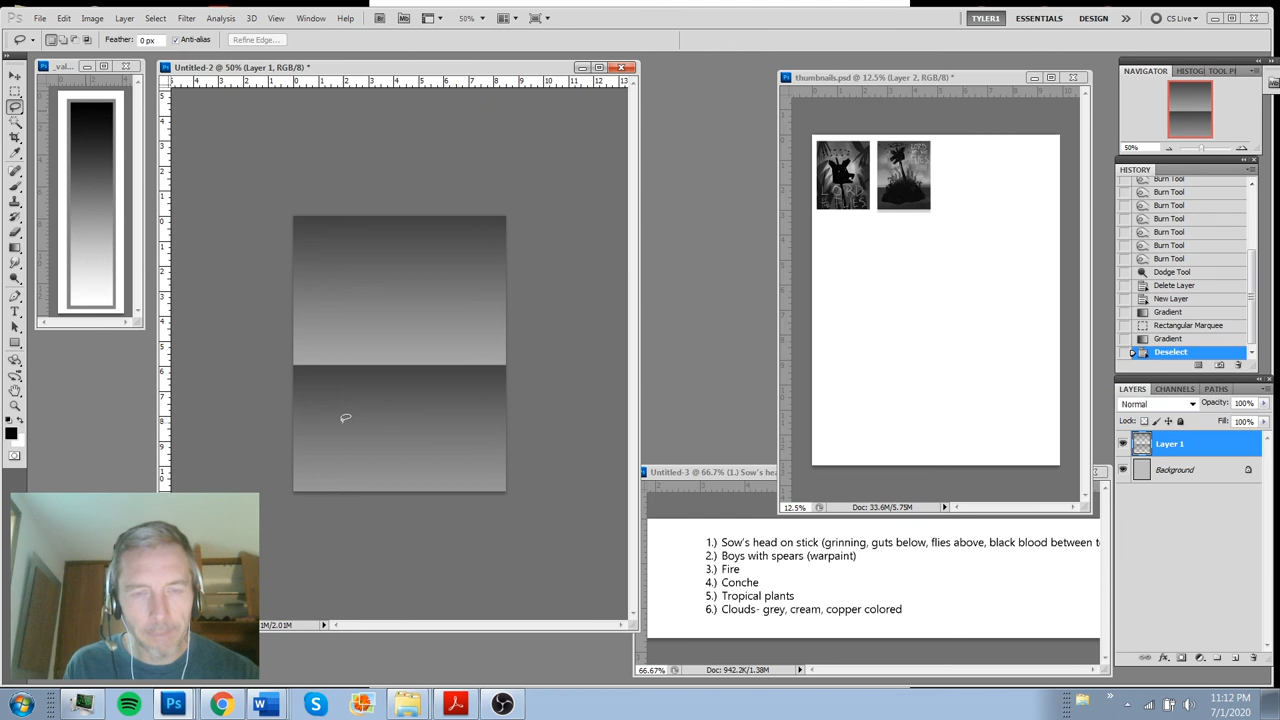 Ps File Edit Image Layer Select Filter Analysis 3D View Window Help Br Mb 50% TYLER1 ESSENTIALS DESIGN CS Live
Feather: 0 px Anti-alias Refine Edge...
_val...
Untitled-2 @ 50% (Layer 1, RGB/8) *
thumbnails.psd @ 12.5% (Layer 2, RGB/8) *
NAVIGATOR HISTOG TOOL P
50%
HISTORY
Burn Tool
Burn Tool
Burn Tool
Burn Tool
Burn Tool
Burn Tool
Burn Tool
Dodge Tool
Delete Layer
New Layer
Gradient
Rectangular Marquee
Gradient
Deselect
LAYERS CHANNELS PATHS
Normal Opacity: 100%
Lock: Fill: 100%
Layer 1
Background
12.5% Doc: 33.6M/5.75M
Untitled-3 @ 66.7% (1.) Sow's hea
1.) Sow's head on stick (grinning, guts below, flies above, black blood between t
2.) Boys with spears (warpaint)
3.) Fire
4.) Conche
5.) Tropical plants
6.) Clouds- grey, cream, copper colored
1M/2.01M
66.67% Doc: 942.2K/1.38M
11:12 PM
7/1/2020